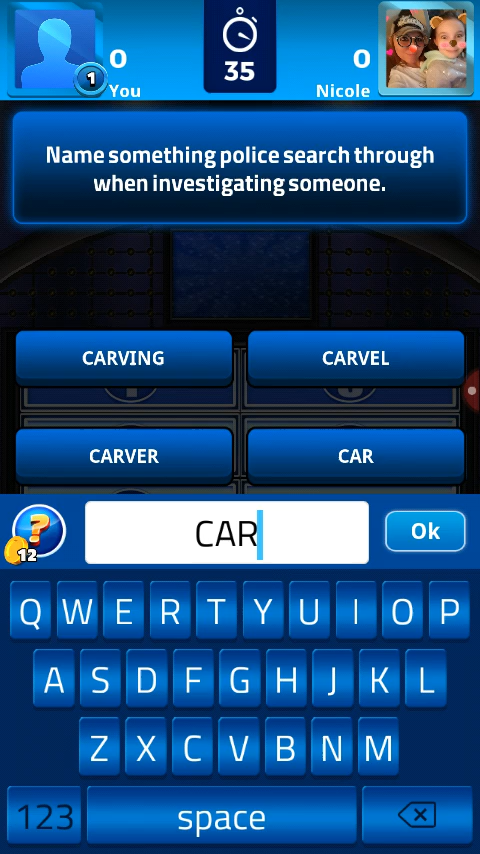 0
35
0
1
You
Nicole
Name something police search through
when investigating someone.
CARVING
CARVEL
CARVER
CAR
?
12
CAR
Ok
Q W E R T Y U I O P
A S D F G H J K L
Z X C V B N M
123
space